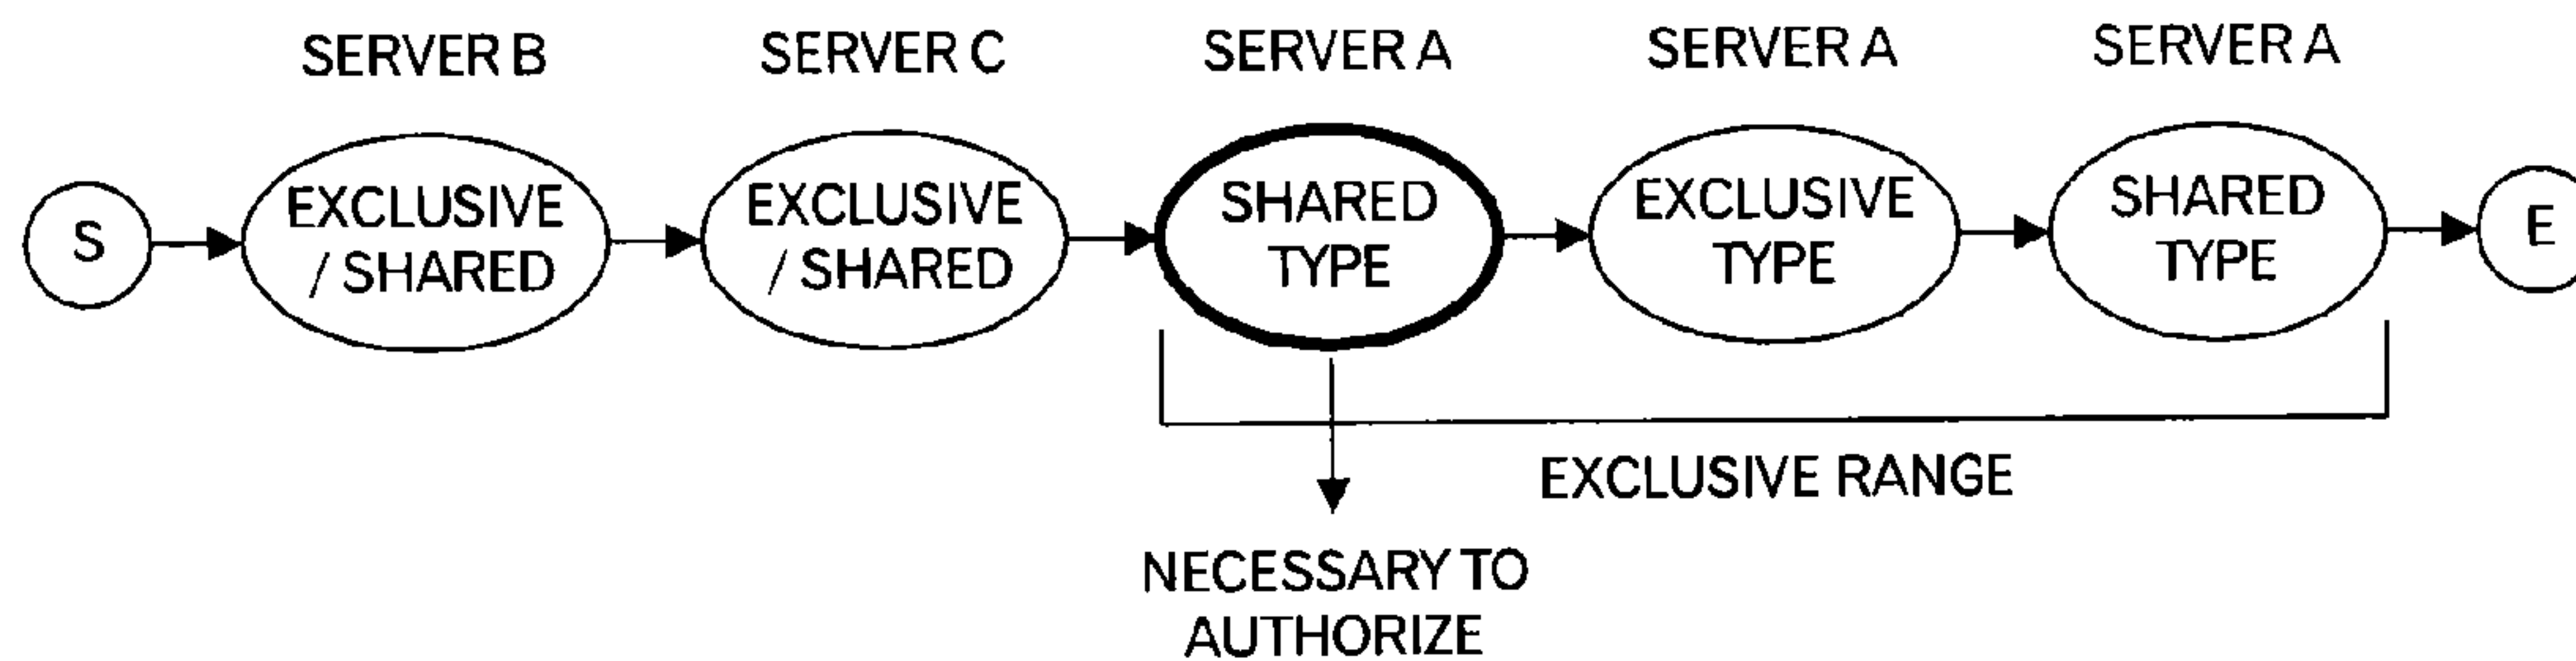 SERVER B
SERVER C
SERVER A
SERVER A
SERVER A
S
EXCLUSIVE
/ SHARED
EXCLUSIVE
/ SHARED
SHARED
TYPE
EXCLUSIVE
TYPE
SHARED
TYPE
E
EXCLUSIVE RANGE
NECESSARY TO
AUTHORIZE